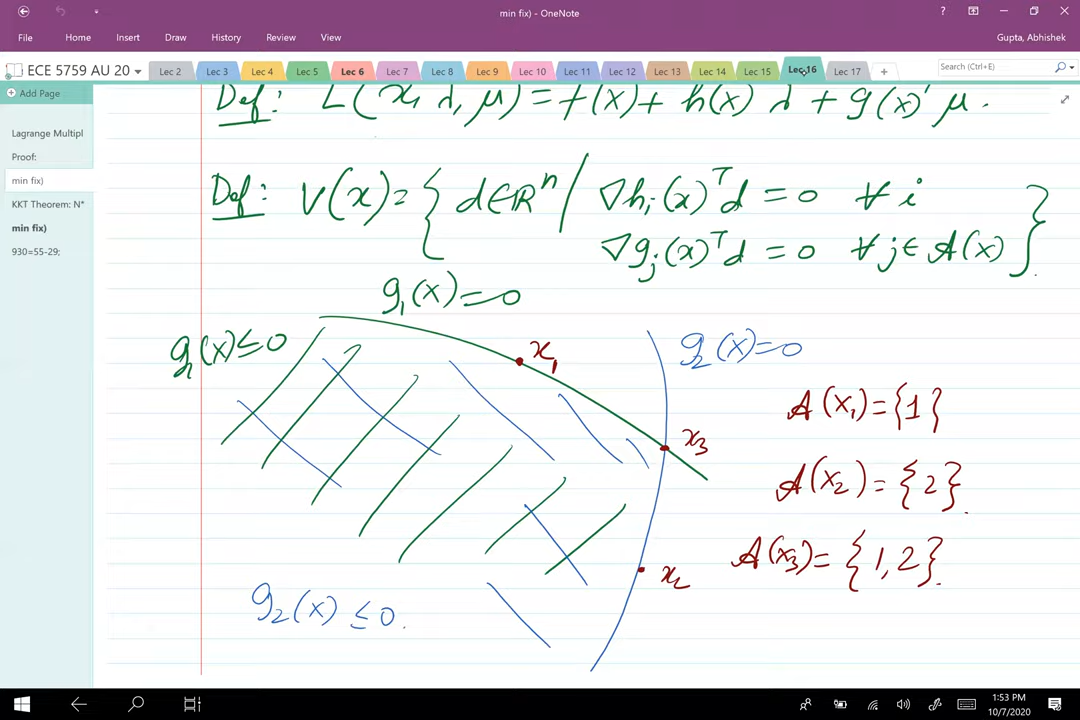 min fix) - OneNote
?
Gupta, Abhishek
File Home Insert Draw History Review View
ECE 5759 AU 20
Lec 2 Lec 3 Lec 4 Lec 5 Lec 6 Lec 7 Lec 8 Lec 9 Lec 10 Lec 11 Lec 12 Lec 13 Lec 14 Lec 15 Lec 16 Lec 17 +
Search (Ctrl+E)
Add Page
Lagrange Multipl
Proof:
min fix)
KKT Theorem: N*
min fix)
930=55-29;
Def: L(x, λ, μ) = f(x) + h(x)' λ + g(x)' μ.
Def: V(x) = { d ∈ ℝⁿ / ∇hᵢ(x)ᵀd = 0 ∀ i
∇gⱼ(x)ᵀd = 0 ∀ j ∈ A(x) }.
g₁(x) = 0
g₁(x) ≤ 0
x₁
g₂(x) = 0
A(x₁) = {1}
x₃
A(x₂) = {2}.
A(x₃) = {1, 2}.
x₂
g₂(x) ≤ 0.
1:53 PM
10/7/2020